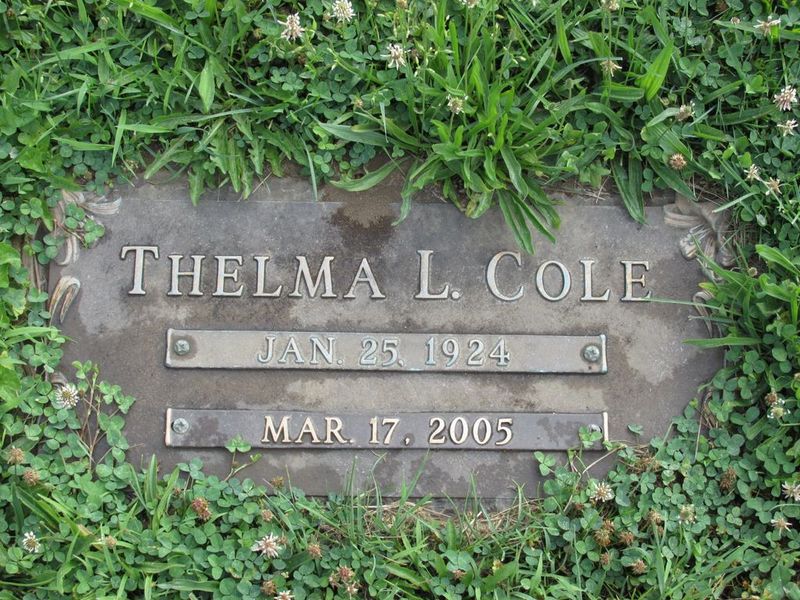 THELMA L. COLE
JAN. 25, 1924
MAR. 17, 2005